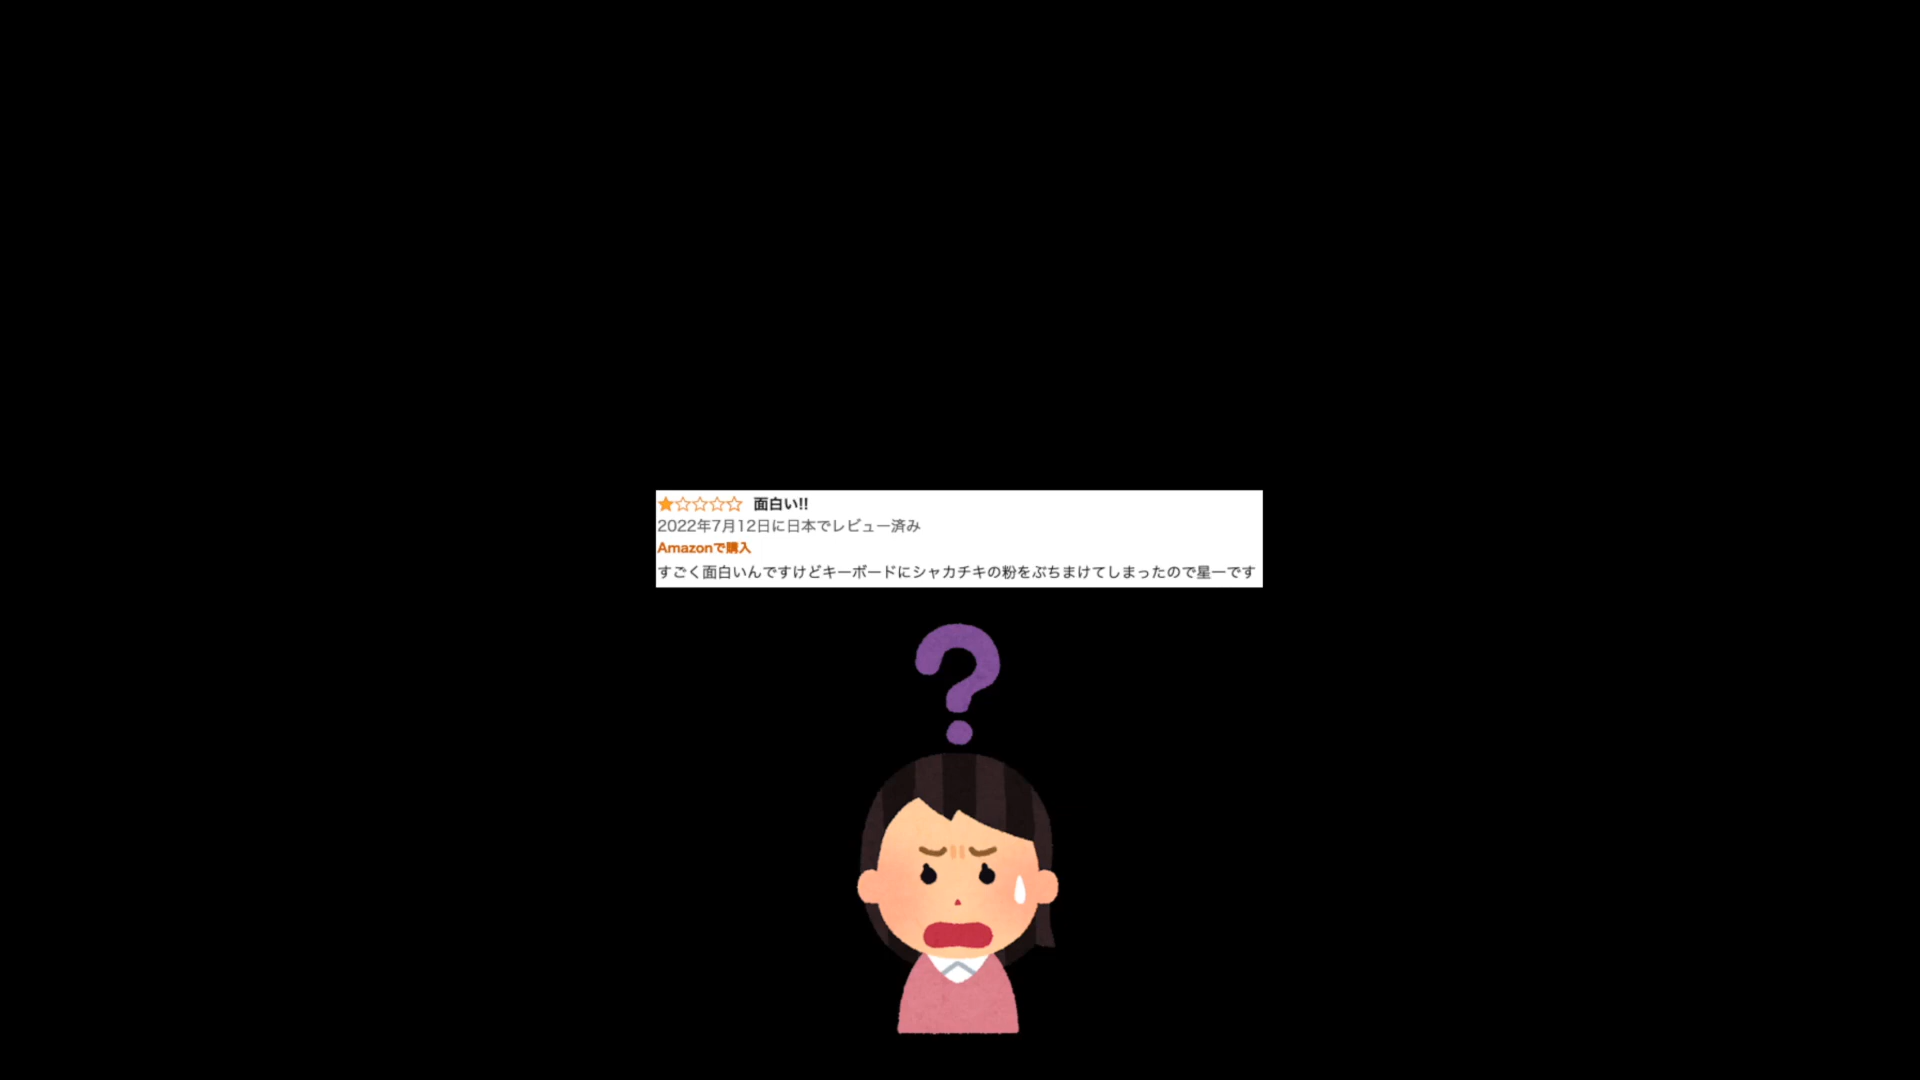 ★☆☆☆☆ 面白い!!
2022年7月12日に日本でレビュー済み
Amazonで購入
すごく面白いんですけどキーボードにシャカチキの粉をぶちまけてしまったので星一です
?